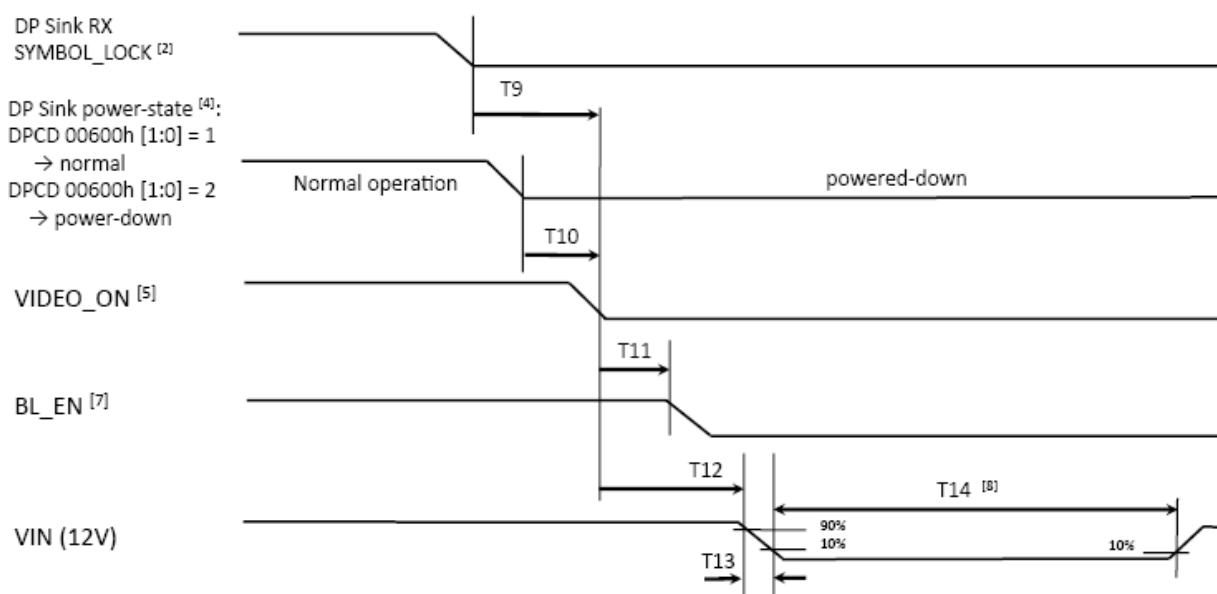 DP Sink RX
SYMBOL_LOCK [2]
T9
DP Sink power-state [4]:
DPCD 00600h [1:0] = 1
→ normal
DPCD 00600h [1:0] = 2
→ power-down
Normal operation
powered-down
T10
VIDEO_ON [5]
T11
BL_EN [7]
T12
T14 [8]
VIN (12V)
90%
10%
10%
T13